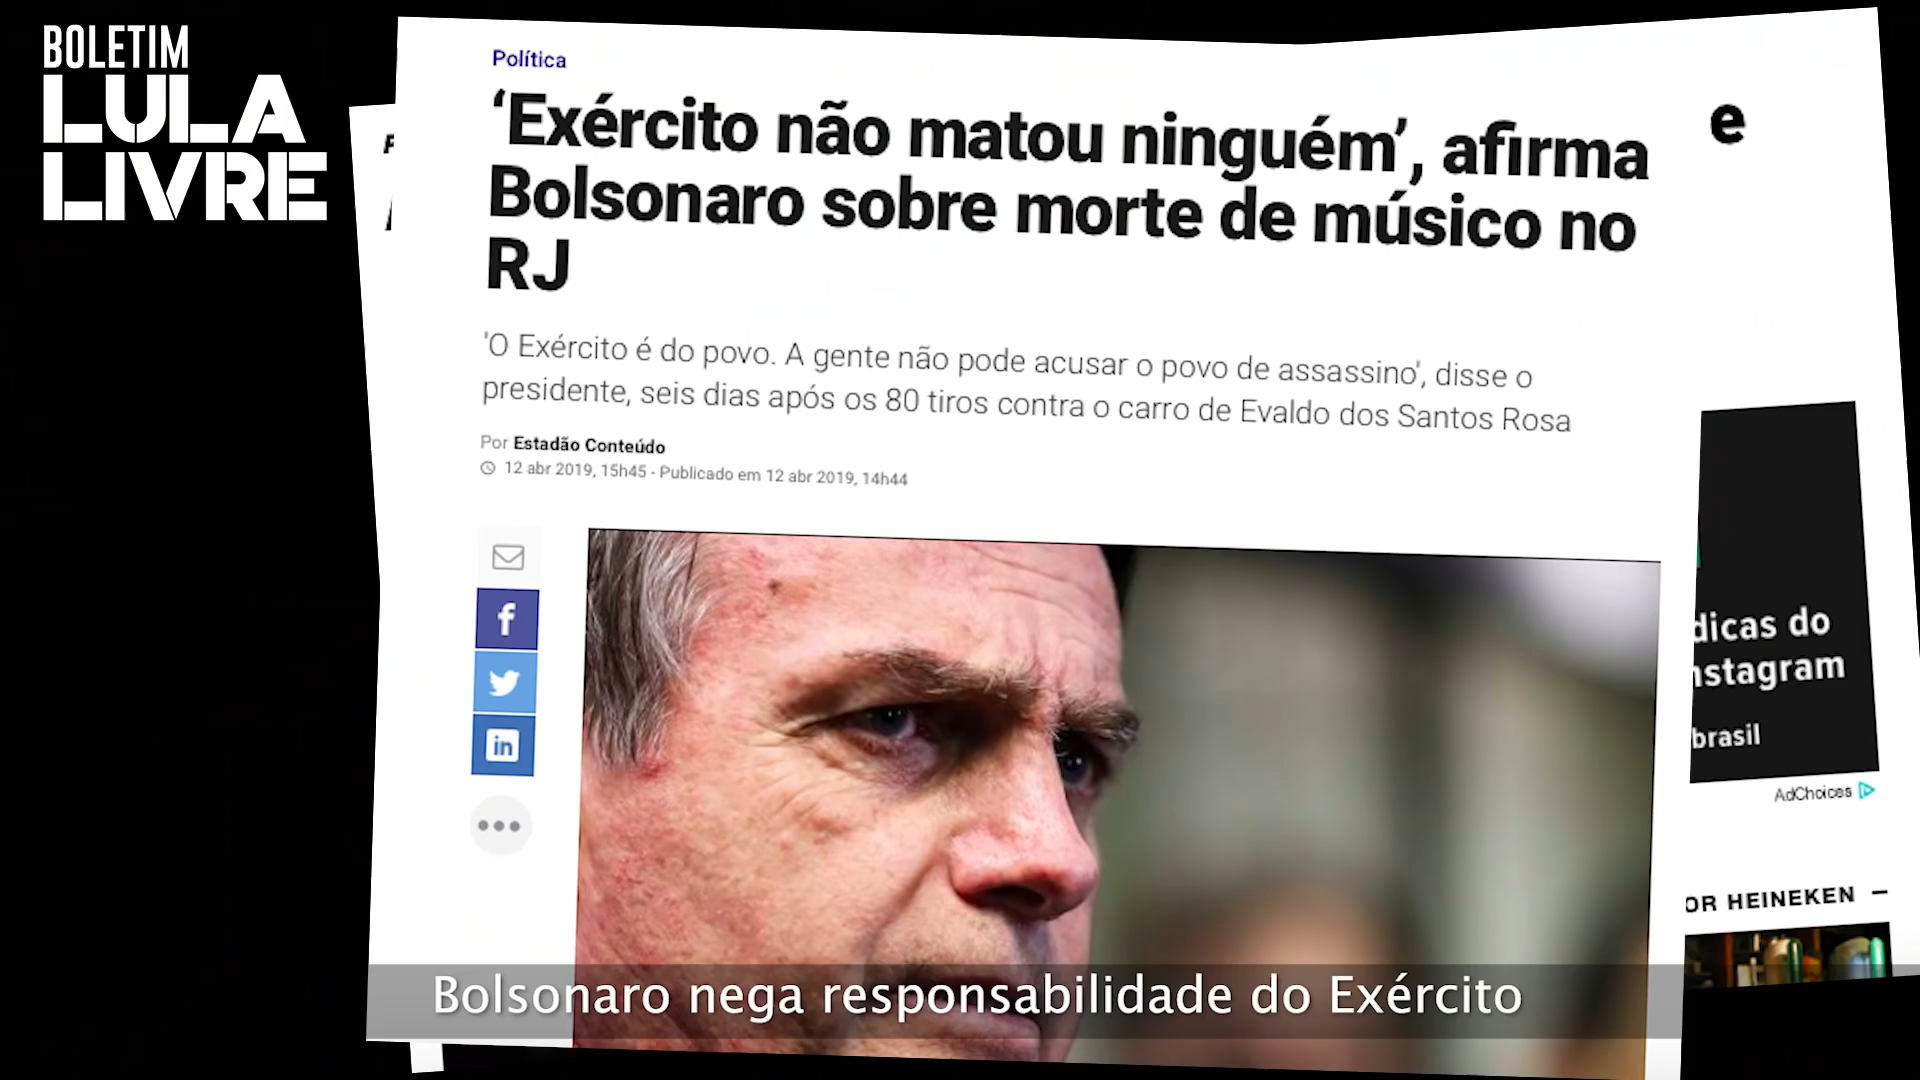 BOLETIM
LULA
LIVRE
Política
‘Exército não matou ninguém’, afirma
Bolsonaro sobre morte de músico no
RJ
e
'O Exército é do povo. A gente não pode acusar o povo de assassino', disse o
presidente, seis dias após os 80 tiros contra o carro de Evaldo dos Santos Rosa
Por Estadão Conteúdo
12 abr 2019, 15h45 - Publicado em 12 abr 2019, 14h44
f
in
dicas do
nstagram
brasil
AdChoices
OR HEINEKEN
Bolsonaro nega responsabilidade do Exército